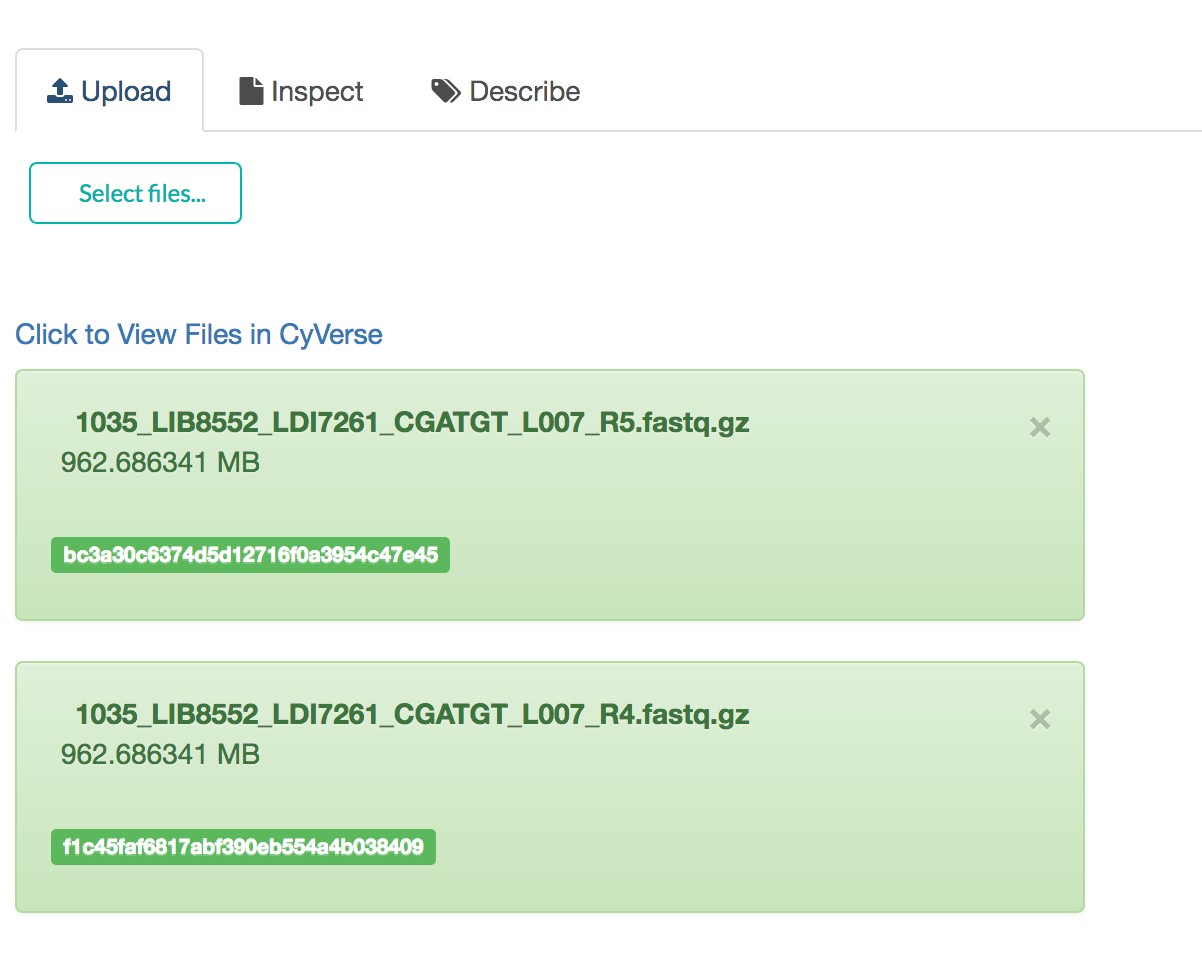 Upload Inspect Describe
Select files...
Click to View Files in CyVerse
1035_LIB8552_LDI7261_CGATGT_L007_R5.fastq.gz
962.686341 MB
bc3a30c6374d5d12716f0a3954c47e45
1035_LIB8552_LDI7261_CGATGT_L007_R4.fastq.gz
962.686341 MB
f1c45faf6817abf390eb554a4b038409